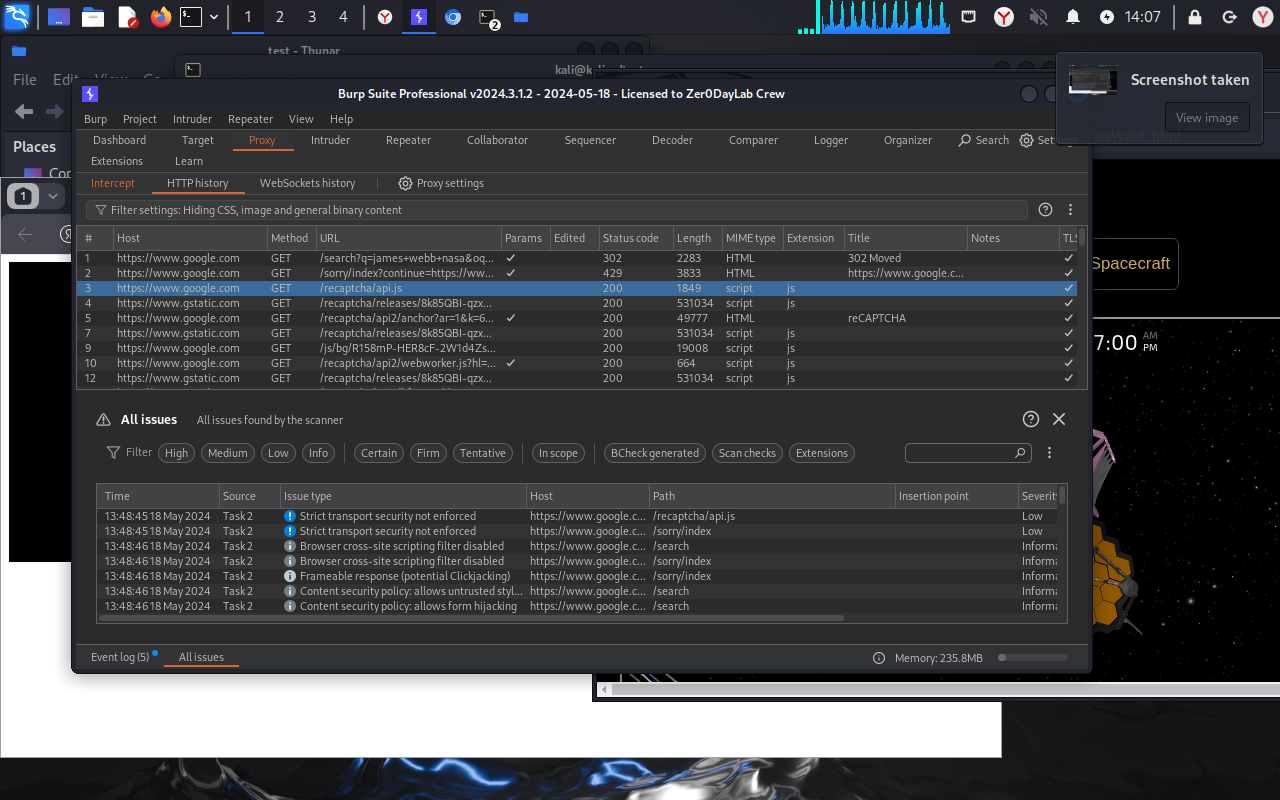 1 2 3 4
2
14:07
test - Thunar
File Edit View Go
kali@kali
Screenshot taken
View image
Places
1
Burp Suite Professional v2024.3.1.2 - 2024-05-18 - Licensed to Zer0DayLab Crew
Burp Project Intruder Repeater View Help
Dashboard Target Proxy Intruder Repeater Collaborator Sequencer Decoder Comparer Logger Organizer Search
Extensions Learn
Intercept HTTP history WebSockets history Proxy settings
Filter settings: Hiding CSS, image and general binary content
# Host Method URL Params Edited Status code Length MIME type Extension Title Notes TLS
1 https://www.google.com GET /search?q=james+webb+nasa&oq... ✓ 302 2283 HTML 302 Moved ✓
2 https://www.google.com GET /sorry/index?continue=https://ww... ✓ 429 3833 HTML https://www.google.c... ✓
3 https://www.google.com GET /recaptcha/api.js 200 1849 script js ✓
4 https://www.gstatic.com GET /recaptcha/releases/8k85QBI-qzx... 200 531034 script js ✓
5 https://www.google.com GET /recaptcha/api2/anchor?ar=1&k=6... ✓ 200 49777 HTML reCAPTCHA ✓
7 https://www.gstatic.com GET /recaptcha/releases/8k85QBI-qzx... 200 531034 script js ✓
9 https://www.google.com GET /js/bg/R158mP-HER8cF-2W1d4Zs... 200 19008 script js ✓
10 https://www.google.com GET /recaptcha/api2/webworker.js?hl=... ✓ 200 664 script js ✓
12 https://www.gstatic.com GET /recaptcha/releases/8k85QBI-qzx... 200 531034 script js ✓
All issues All issues found by the scanner
Filter High Medium Low Info Certain Firm Tentative In scope BCheck generated Scan checks Extensions
Time Source Issue type Host Path Insertion point Severity
13:48:45 18 May 2024 Task 2 Strict transport security not enforced https://www.google.c... /recaptcha/api.js Low
13:48:45 18 May 2024 Task 2 Strict transport security not enforced https://www.google.c... /sorry/index Low
13:48:46 18 May 2024 Task 2 Browser cross-site scripting filter disabled https://www.google.c... /search Informa
13:48:46 18 May 2024 Task 2 Browser cross-site scripting filter disabled https://www.google.c... /sorry/index Informa
13:48:46 18 May 2024 Task 2 Frameable response (potential Clickjacking) https://www.google.c... /sorry/index Informa
13:48:46 18 May 2024 Task 2 Content security policy: allows untrusted styl... https://www.google.c... /search Informa
13:48:46 18 May 2024 Task 2 Content security policy: allows form hijacking https://www.google.c... /search Informa
Event log (5) All issues Memory: 235.8MB
Spacecraft
7:00 AM
PM